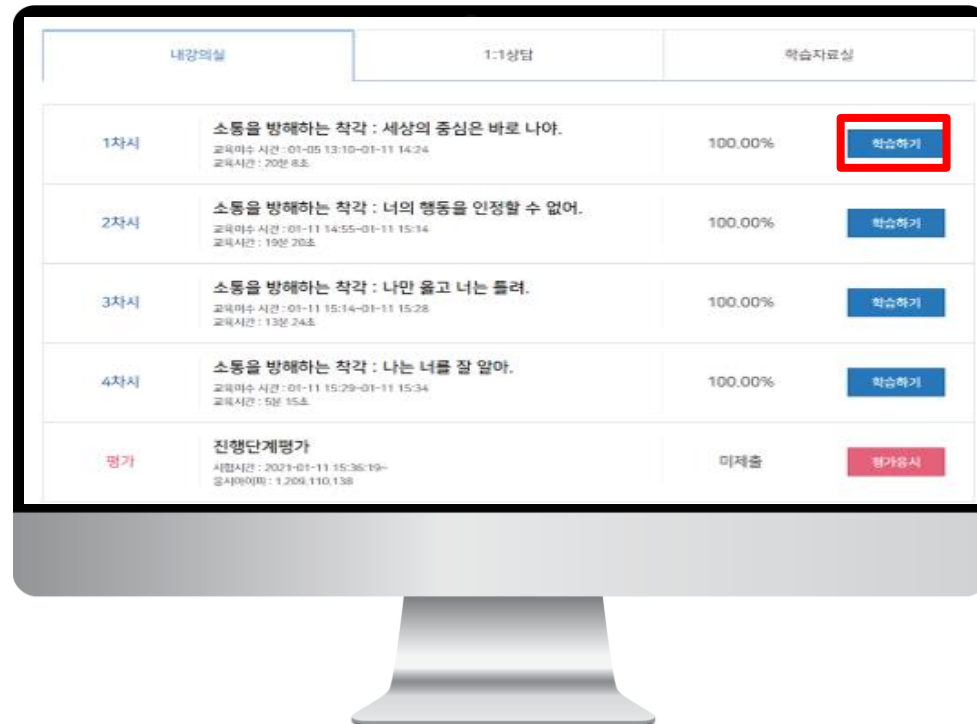 내강의실 1:1상담 학습자료실
1차시 소통을 방해하는 착각 : 세상의 중심은 바로 나야. 100.00% 학습하기
교육이수 시간 : 01-05 13:10~01-11 14:24
교육시간 : 20분 8초
2차시 소통을 방해하는 착각 : 너의 행동을 인정할 수 없어. 100.00% 학습하기
교육이수 시간 : 01-11 14:55~01-11 15:14
교육시간 : 19분 20초
3차시 소통을 방해하는 착각 : 나만 옳고 너는 틀려. 100.00% 학습하기
교육이수 시간 : 01-11 15:14~01-11 15:28
교육시간 : 13분 24초
4차시 소통을 방해하는 착각 : 나는 너를 잘 알아. 100.00% 학습하기
교육이수 시간 : 01-11 15:29~01-11 15:34
교육시간 : 5분 15초
평가 진행단계평가 미제출 평가응시
시험시간 : 2021-01-11 15:36:19~
응시아이피 : 1,209,110,138